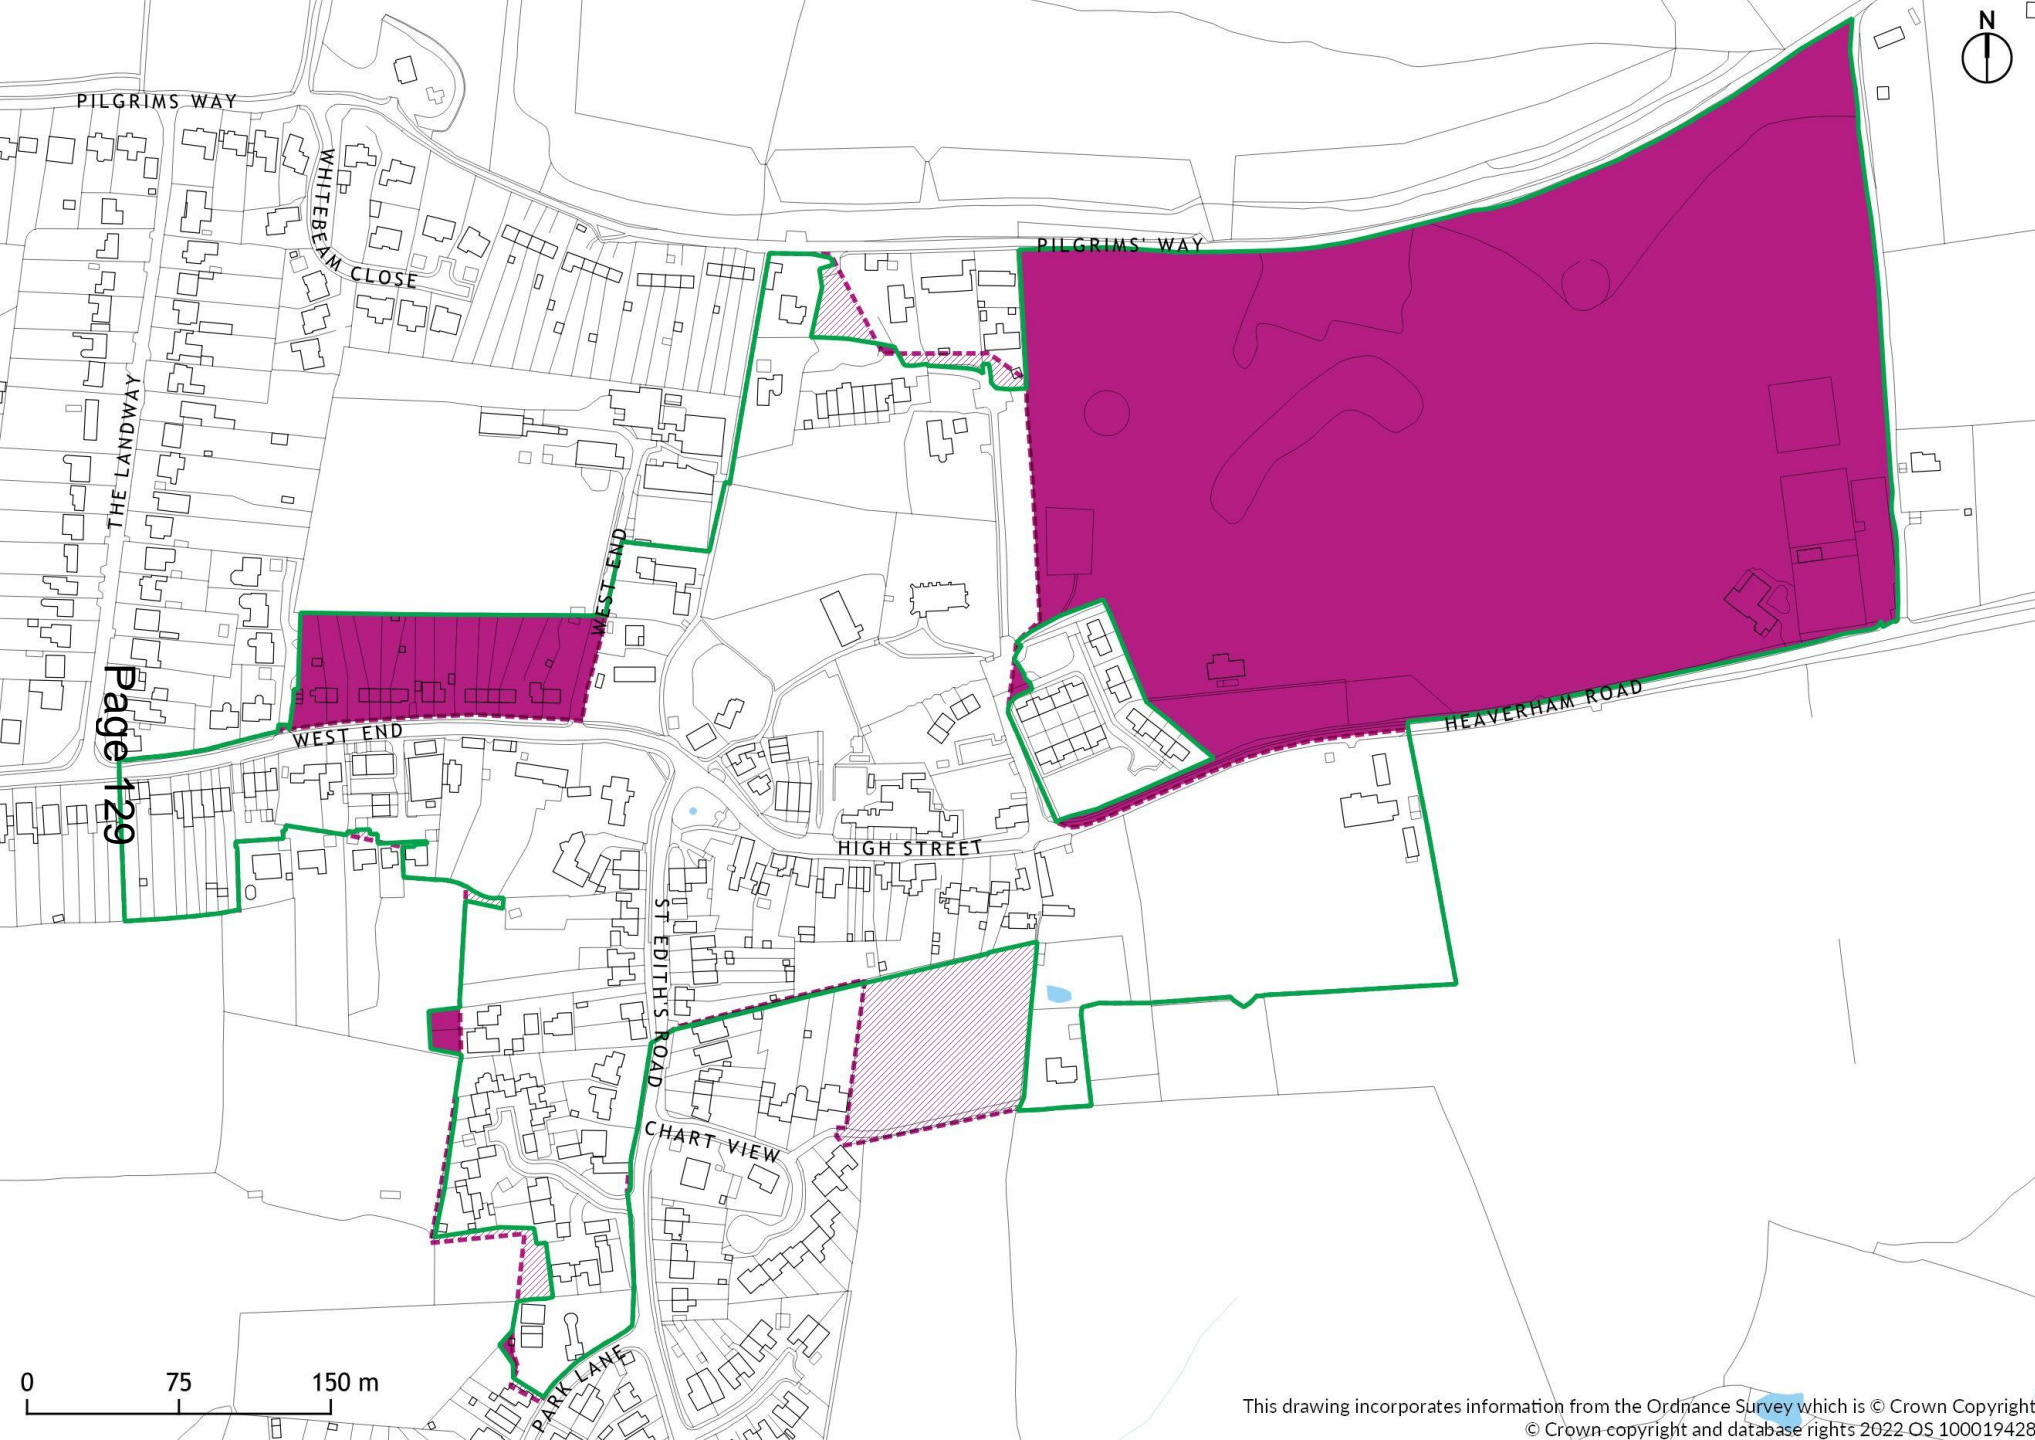 N
PILGRIMS WAY
WHITEBEAM CLOSE
PILGRIMS' WAY
THE LANDWAY
WEST END
Page 129
WEST END
HEAVERHAM ROAD
HIGH STREET
ST EDITH'S ROAD
CHART VIEW
PARK LANE
0 75 150 m
This drawing incorporates information from the Ordnance Survey which is © Crown Copyright
© Crown copyright and database rights 2022 OS 100019428